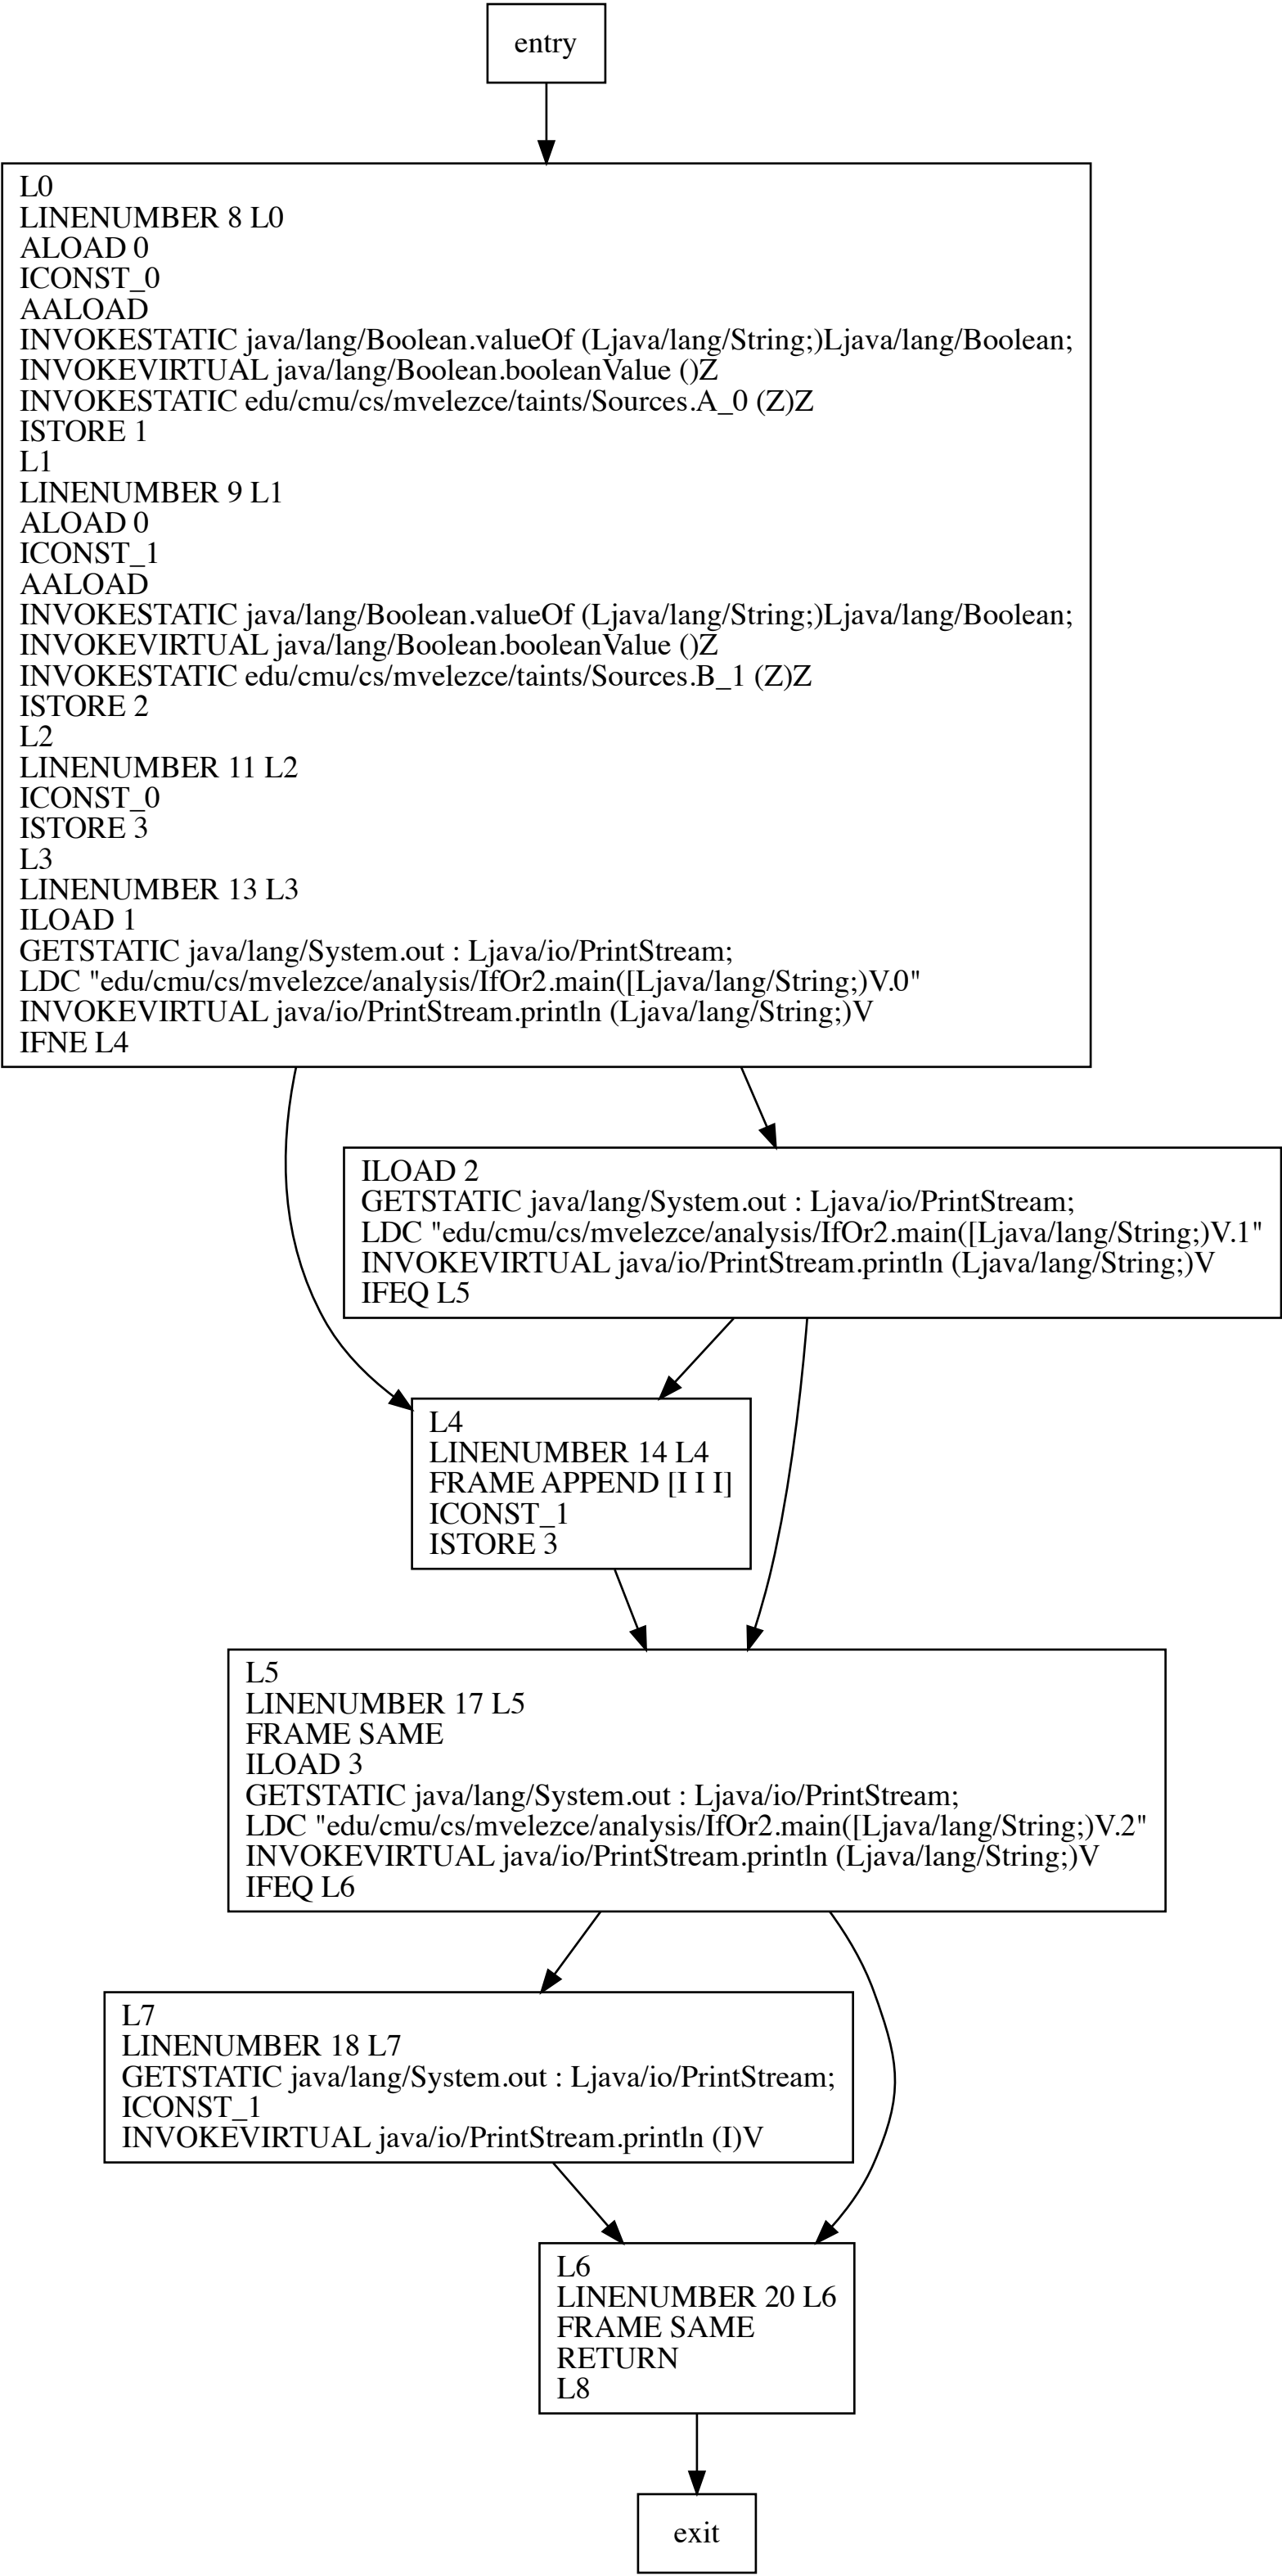 entry
L0
LINENUMBER 8 L0
ALOAD 0
ICONST_0
AALOAD
INVOKESTATIC java/lang/Boolean.valueOf (Ljava/lang/String;)Ljava/lang/Boolean;
INVOKEVIRTUAL java/lang/Boolean.booleanValue ()Z
INVOKESTATIC edu/cmu/cs/mvelezce/taints/Sources.A_0 (Z)Z
ISTORE 1
L1
LINENUMBER 9 L1
ALOAD 0
ICONST_1
AALOAD
INVOKESTATIC java/lang/Boolean.valueOf (Ljava/lang/String;)Ljava/lang/Boolean;
INVOKEVIRTUAL java/lang/Boolean.booleanValue ()Z
INVOKESTATIC edu/cmu/cs/mvelezce/taints/Sources.B_1 (Z)Z
ISTORE 2
L2
LINENUMBER 11 L2
ICONST_0
ISTORE 3
L3
LINENUMBER 13 L3
ILOAD 1
GETSTATIC java/lang/System.out : Ljava/io/PrintStream;
LDC "edu/cmu/cs/mvelezce/analysis/IfOr2.main([Ljava/lang/String;)V.0"
INVOKEVIRTUAL java/io/PrintStream.println (Ljava/lang/String;)V
IFNE L4
ILOAD 2
GETSTATIC java/lang/System.out : Ljava/io/PrintStream;
LDC "edu/cmu/cs/mvelezce/analysis/IfOr2.main([Ljava/lang/String;)V.1"
INVOKEVIRTUAL java/io/PrintStream.println (Ljava/lang/String;)V
IFEQ L5
L4
LINENUMBER 14 L4
FRAME APPEND [I I I]
ICONST_1
ISTORE 3
L5
LINENUMBER 17 L5
FRAME SAME
ILOAD 3
GETSTATIC java/lang/System.out : Ljava/io/PrintStream;
LDC "edu/cmu/cs/mvelezce/analysis/IfOr2.main([Ljava/lang/String;)V.2"
INVOKEVIRTUAL java/io/PrintStream.println (Ljava/lang/String;)V
IFEQ L6
L7
LINENUMBER 18 L7
GETSTATIC java/lang/System.out : Ljava/io/PrintStream;
ICONST_1
INVOKEVIRTUAL java/io/PrintStream.println (I)V
L6
LINENUMBER 20 L6
FRAME SAME
RETURN
L8
exit